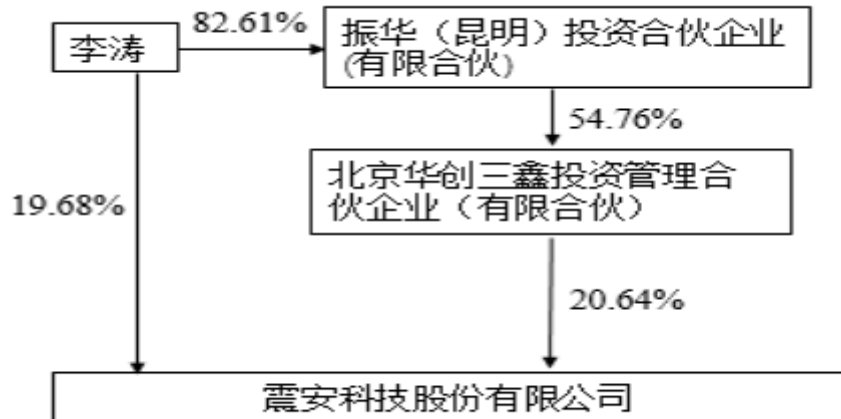 李涛
82.61%
振华（昆明）投资合伙企业
(有限合伙)
54.76%
北京华创三鑫投资管理合
伙企业（有限合伙）
19.68%
20.64%
震安科技股份有限公司